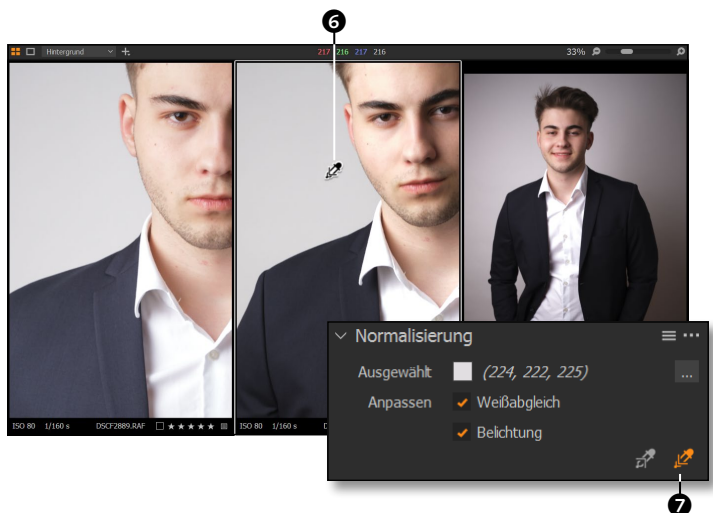 6
Hintergrund 217 216 217 216 33%
Normalisierung
Ausgewählt (224, 222, 225) ...
Anpassen Weißabgleich
Belichtung
ISO 80 1/160 s DSCF2889.RAF ★★★★★ ISO 80 1/160 s
7